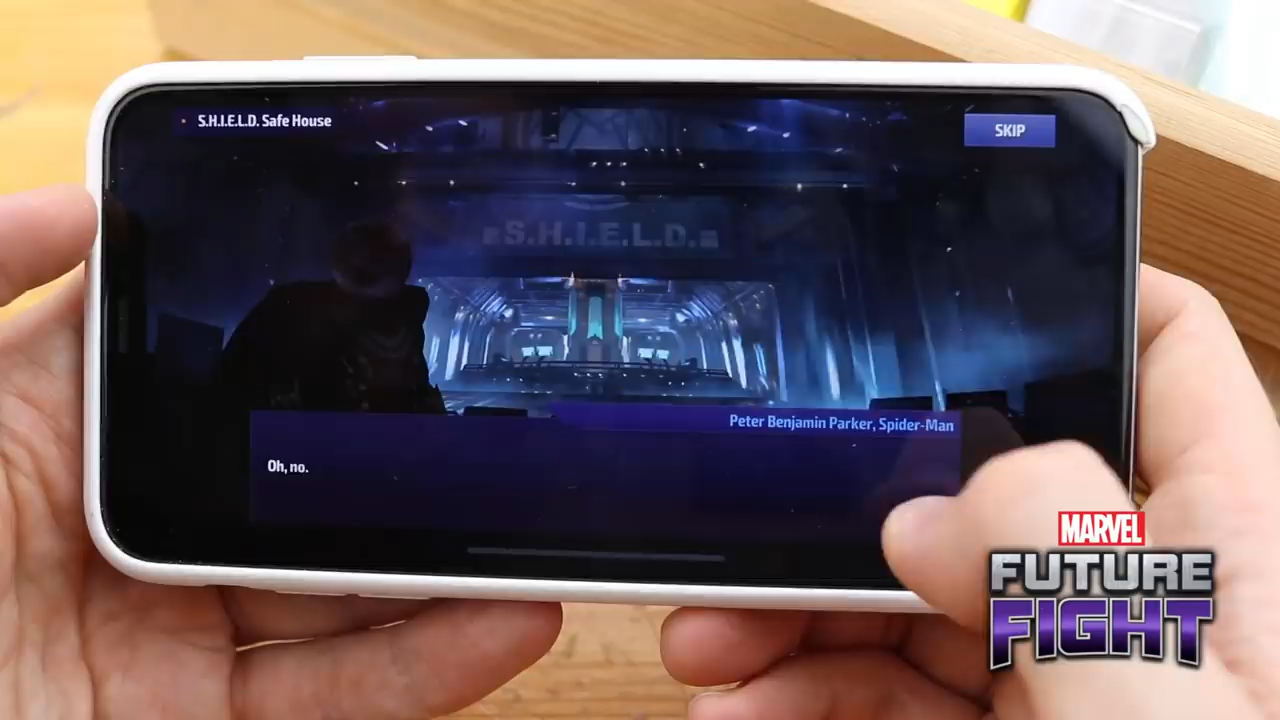 S.H.I.E.L.D. Safe House
SKIP
S.H.I.E.L.D.
Peter Benjamin Parker, Spider-Man
Oh, no.
MARVEL
FUTURE
FIGHT